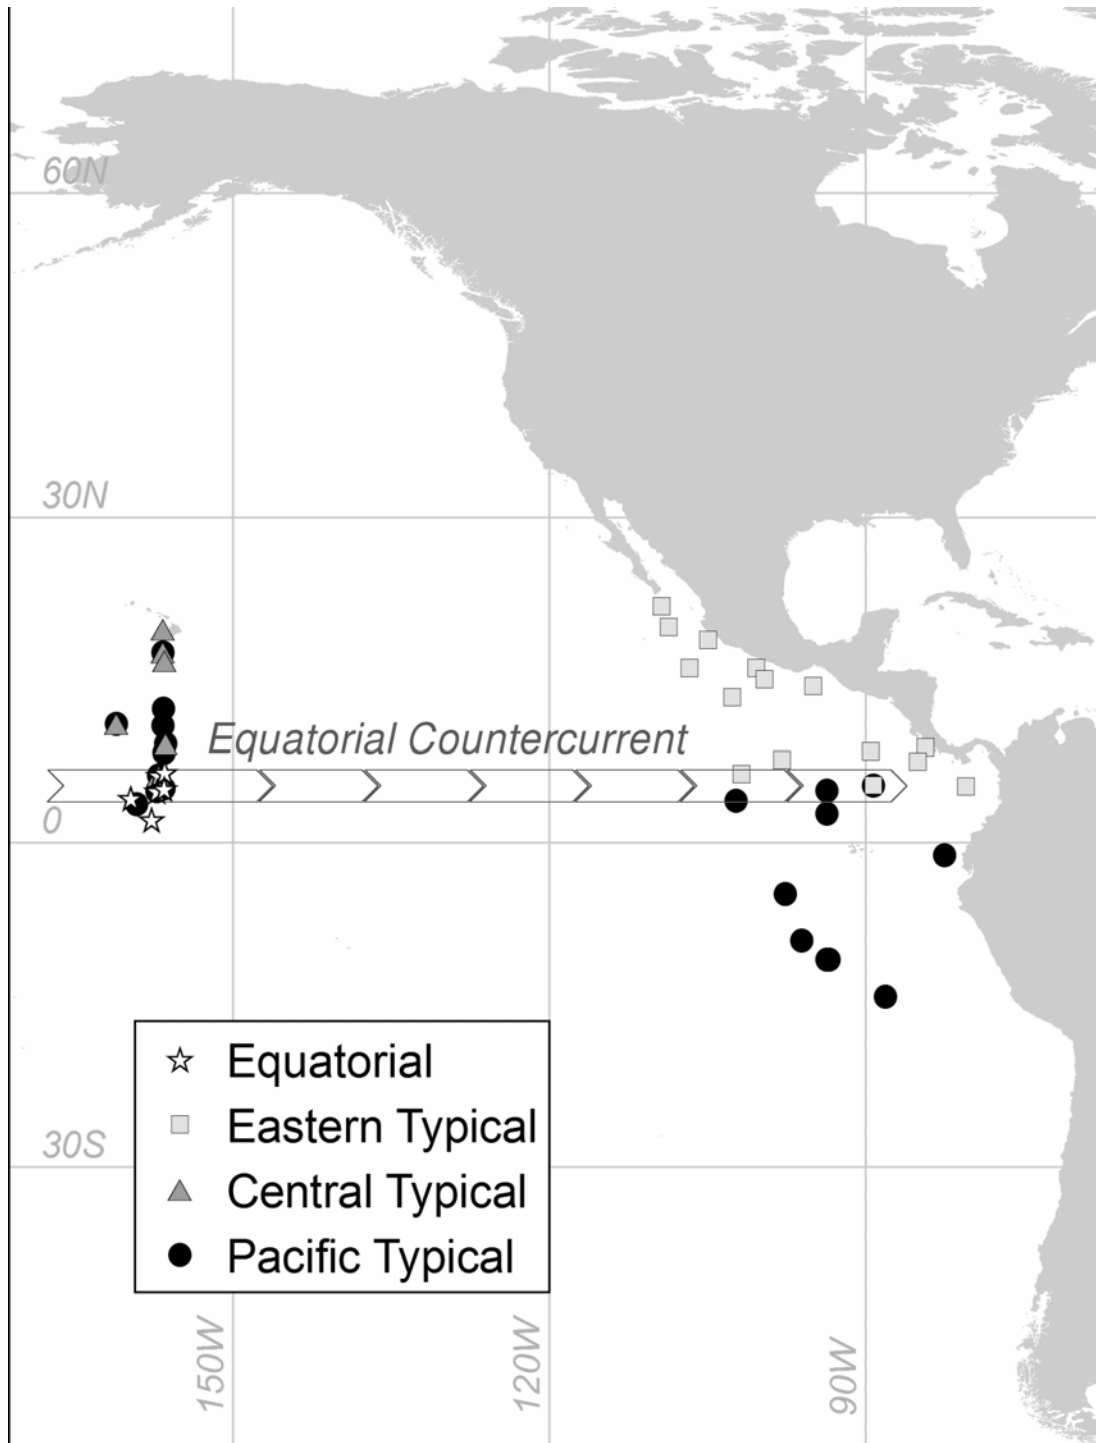 60N
30N
Equatorial Countercurrent
0
30S
Equatorial
Eastern Typical
Central Typical
Pacific Typical
150W
120W
90W